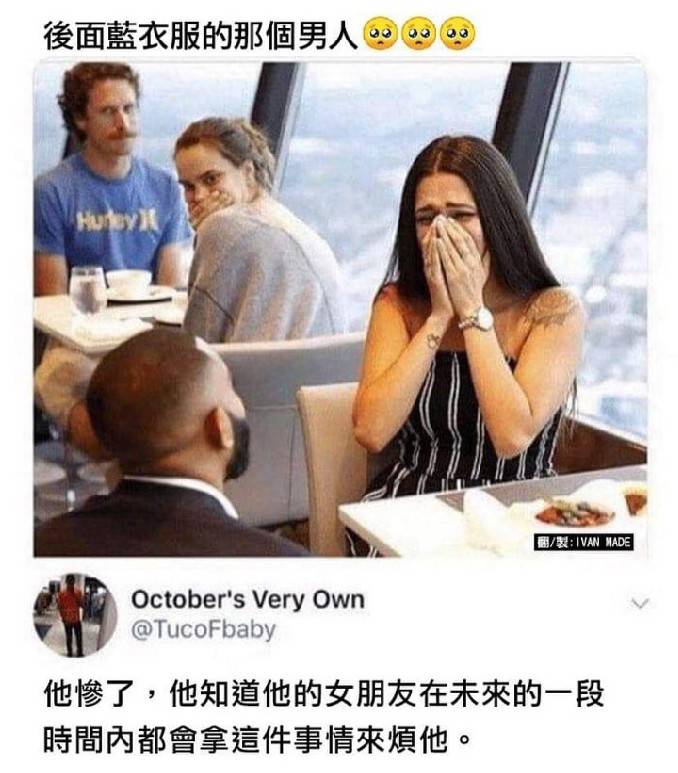 後面藍衣服的那個男人🥺🥺🥺
Hurley
翻/製:IVAN MADE
October's Very Own
@TucoFbaby
他慘了，他知道他的女朋友在未來的一段
時間內都會拿這件事情來煩他。